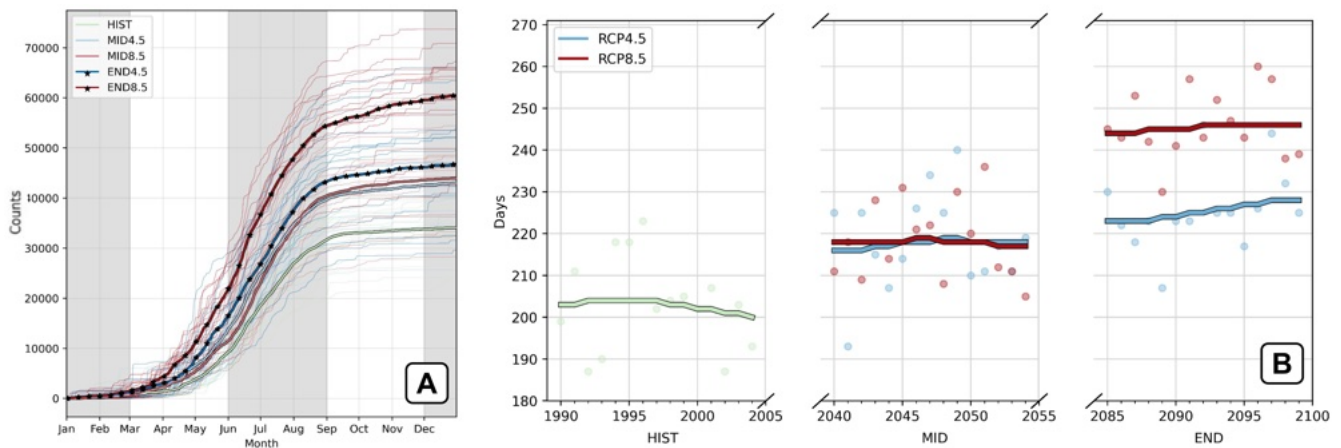 HIST
MID4.5
MID8.5
END4.5
END8.5
70000
60000
50000
40000
30000
20000
10000
0
Counts
Jan Feb Mar Apr May Jun Jul Aug Sep Oct Nov Dec
Month
A
RCP4.5
RCP8.5
270
260
250
240
230
220
210
200
190
180
Days
1990 1995 2000 2005
HIST
2040 2045 2050 2055
MID
2085 2090 2095 2100
END
B